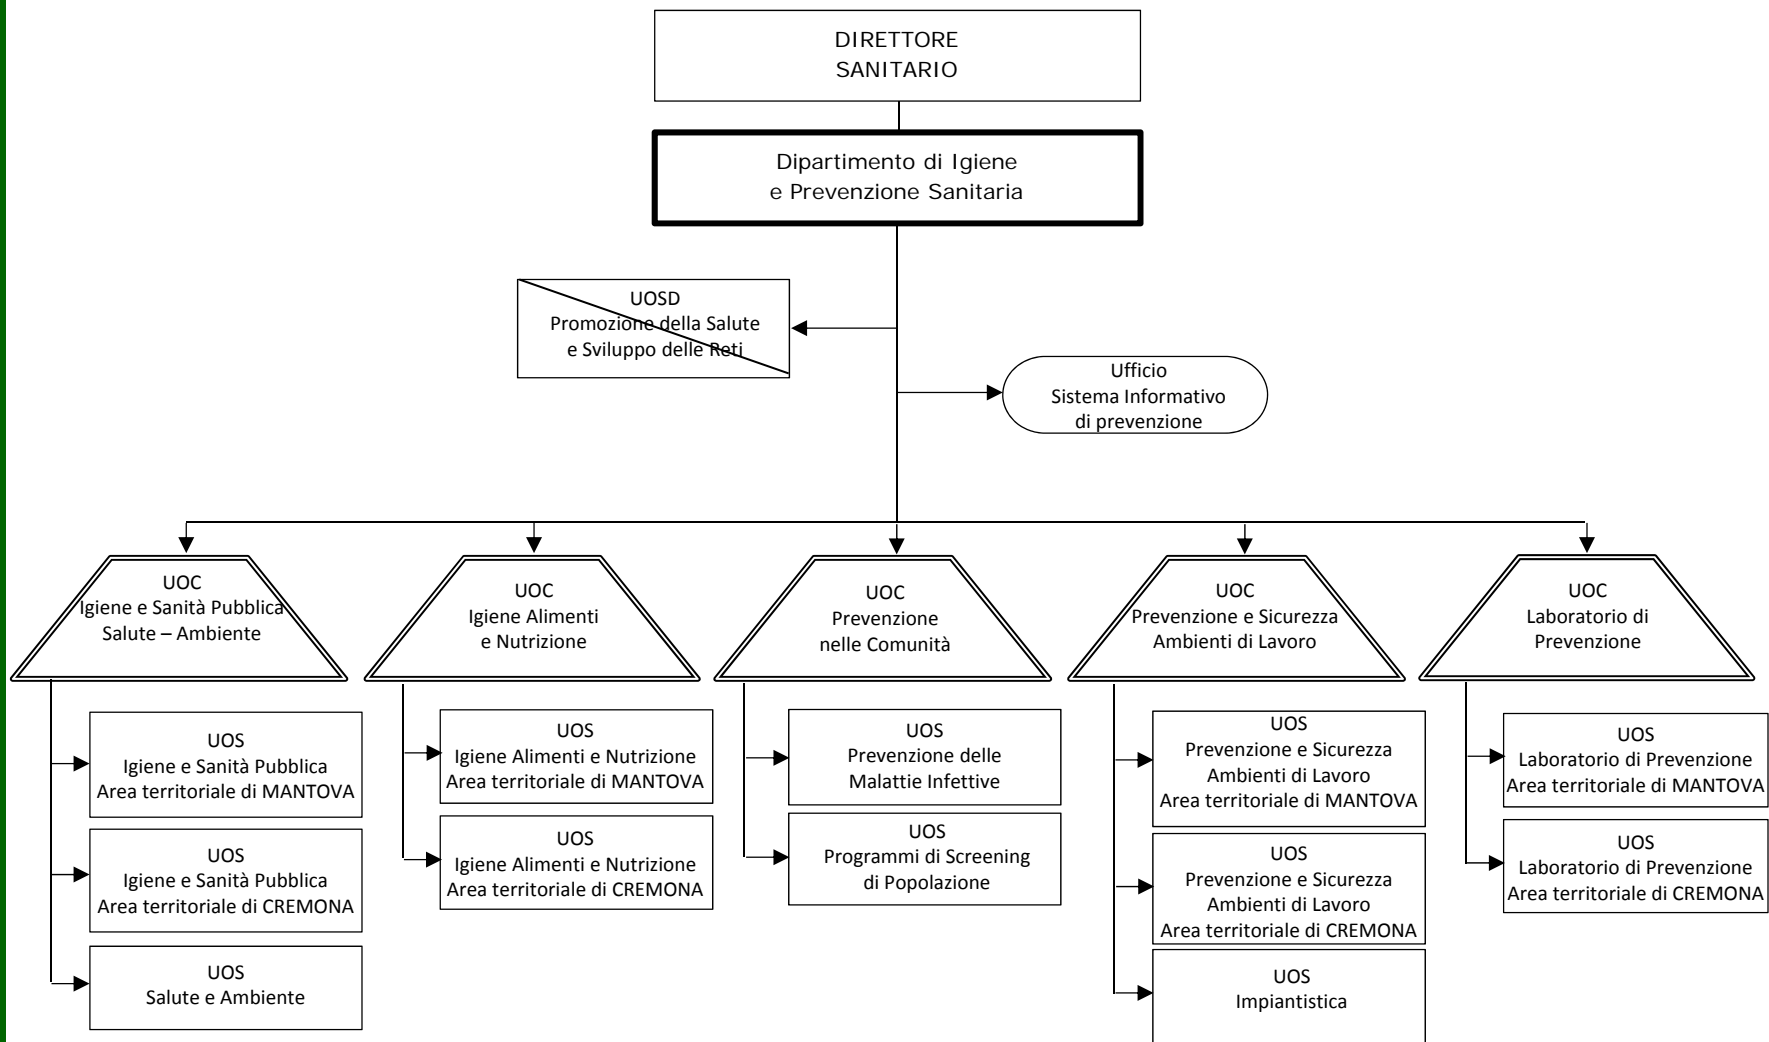 DIRETTORE
SANITARIO
Dipartimento di Igiene
e Prevenzione Sanitaria
UOSD
Promozione della Salute
e Sviluppo delle Reti
Ufficio
Sistema Informativo
di prevenzione
UOC
Igiene e Sanità Pubblica
Salute – Ambiente
UOC
Igiene Alimenti
e Nutrizione
UOC
Prevenzione
nelle Comunità
UOC
Prevenzione e Sicurezza
Ambienti di Lavoro
UOC
Laboratorio di
Prevenzione
UOS
Igiene e Sanità Pubblica
Area territoriale di MANTOVA
UOS
Igiene e Sanità Pubblica
Area territoriale di CREMONA
UOS
Salute e Ambiente
UOS
Igiene Alimenti e Nutrizione
Area territoriale di MANTOVA
UOS
Igiene Alimenti e Nutrizione
Area territoriale di CREMONA
UOS
Prevenzione delle
Malattie Infettive
UOS
Programmi di Screening
di Popolazione
UOS
Prevenzione e Sicurezza
Ambienti di Lavoro
Area territoriale di MANTOVA
UOS
Prevenzione e Sicurezza
Ambienti di Lavoro
Area territoriale di CREMONA
UOS
Impiantistica
UOS
Laboratorio di Prevenzione
Area territoriale di MANTOVA
UOS
Laboratorio di Prevenzione
Area territoriale di CREMONA